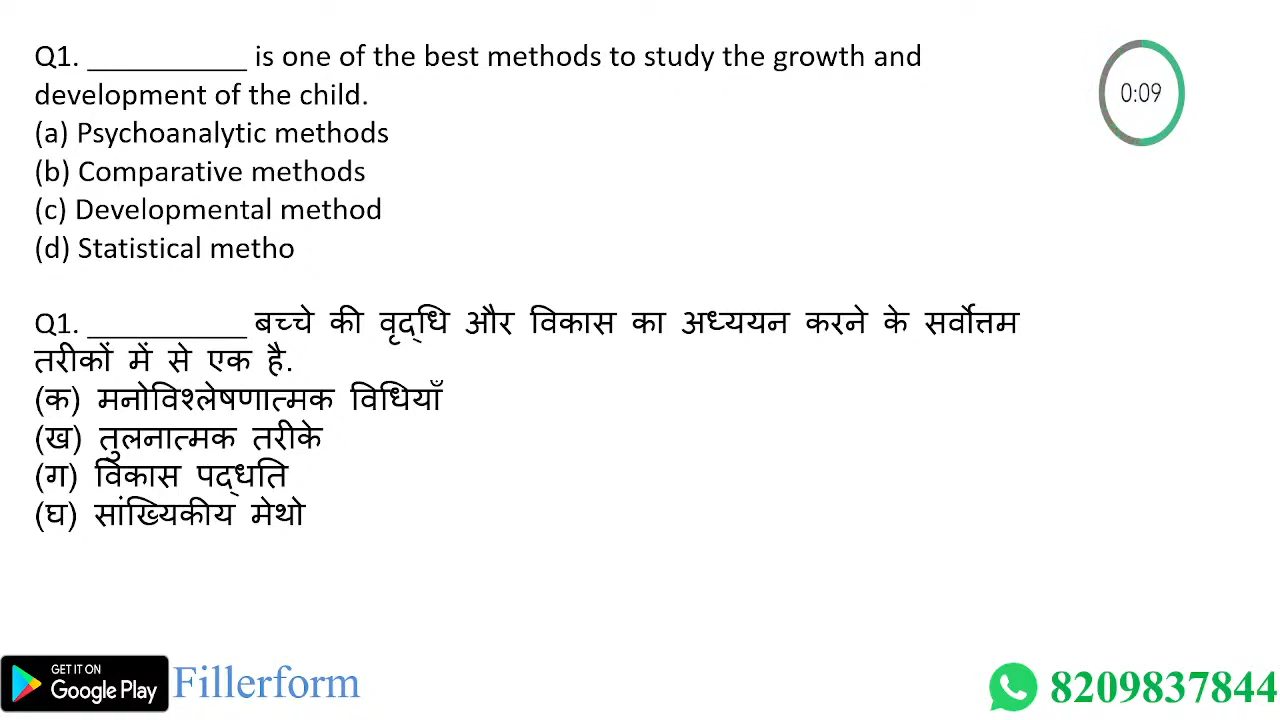 Q1. __________ is one of the best methods to study the growth and
development of the child.
(a) Psychoanalytic methods
(b) Comparative methods
(c) Developmental method
(d) Statistical metho
0:09
Q1. __________ बच्चे की वृद्धि और विकास का अध्ययन करने के सर्वोत्तम
तरीकों में से एक है.
(क) मनोविश्लेषणात्मक विधियाँ
(ख) तुलनात्मक तरीके
(ग) विकास पद्धति
(घ) सांख्यिकीय मेथो
GET IT ON
Google Play
Fillerform
8209837844